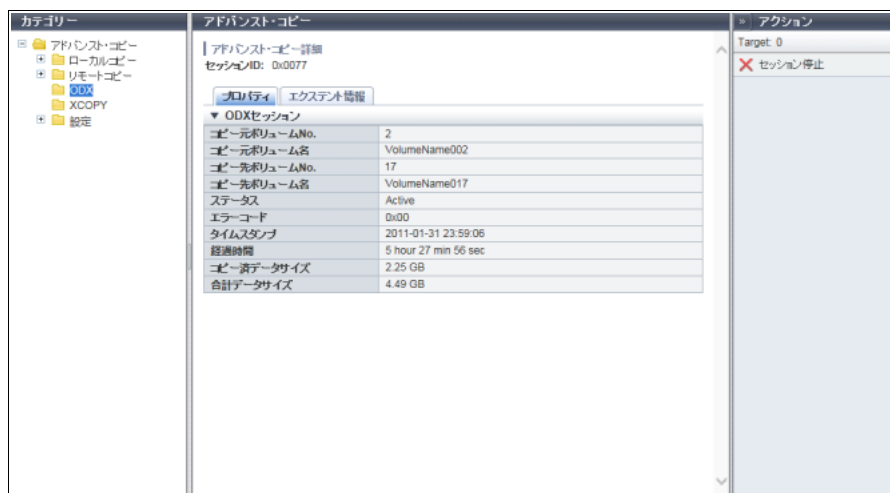 カテゴリー
アドバンスト・コピー
ローカルコピー
リモートコピー
ODX
XCOPY
設定
アドバンスト・コピー
アドバンスト・コピー詳細
セッションID: 0x0077
プロパティ エクステント情報
▼ ODXセッション
コピー元ボリュームNo. 2
コピー元ボリューム名 VolumeName002
コピー先ボリュームNo. 17
コピー先ボリューム名 VolumeName017
ステータス Active
エラーコード 0x00
タイムスタンプ 2011-01-31 23:59:06
経過時間 5 hour 27 min 56 sec
コピー済データサイズ 2.25 GB
合計データサイズ 4.49 GB
» アクション
Target: 0
セッション停止